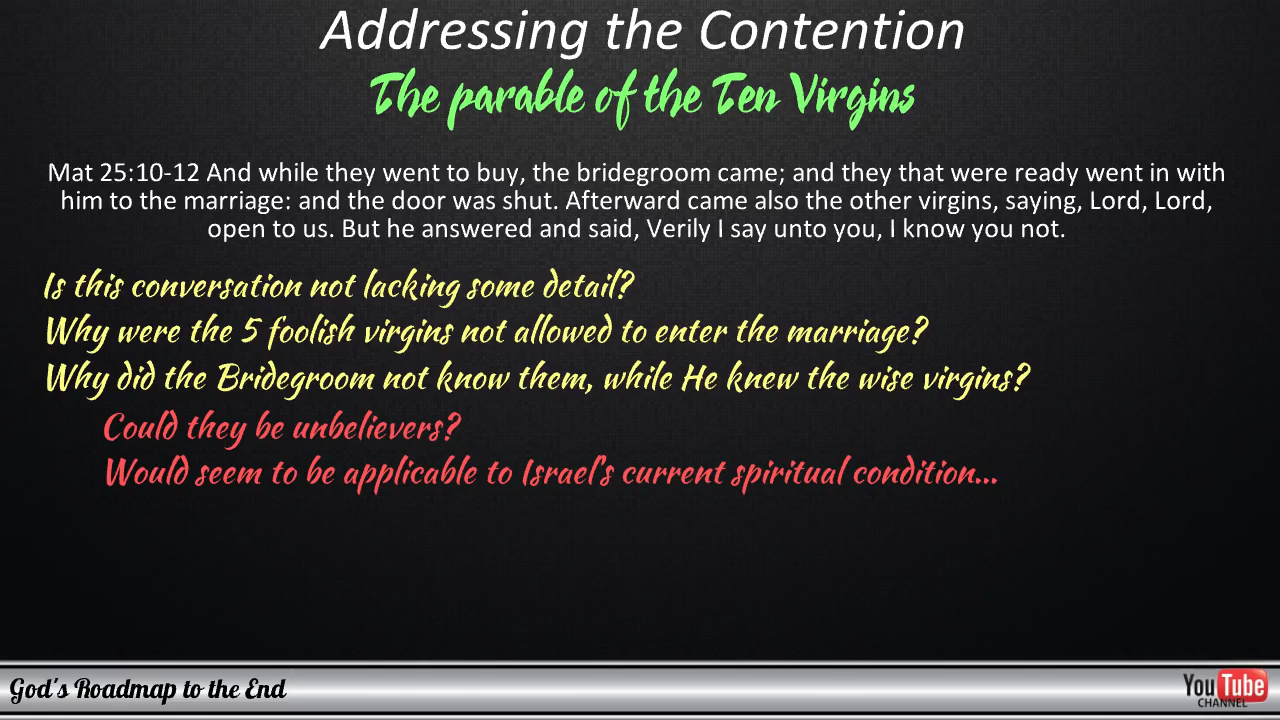 Addressing the Contention
The parable of the Ten Virgins
Mat 25:10-12 And while they went to buy, the bridegroom came; and they that were ready went in with
him to the marriage: and the door was shut. Afterward came also the other virgins, saying, Lord, Lord,
open to us. But he answered and said, Verily I say unto you, I know you not.
Is this conversation not lacking some detail?
Why were the 5 foolish virgins not allowed to enter the marriage?
Why did the Bridegroom not know them, while He knew the wise virgins?
Could they be unbelievers?
Would seem to be applicable to Israel's current spiritual condition...
God's Roadmap to the End
YouTube
CHANNEL